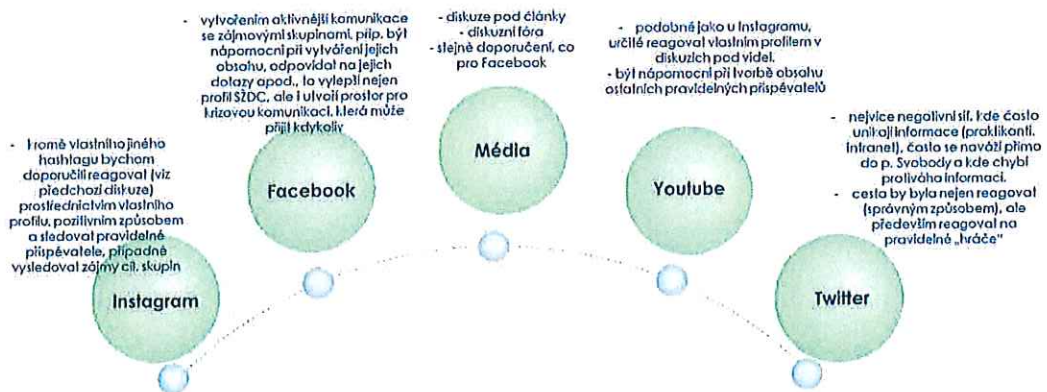 - kromě vlastního jiného
hashtagu bychom
doporučili reagovat (viz
předchozí diskuze)
prostřednictvím vlastního
profilu, pozitivním způsobem
a sledovat pravidelné
přispěvatele, případně
vysledovat zájmy cíl. skupin
Instagram
- vytvořením aktivnější komunikace
se zájmovými skupinami, příp. být
nápomocni při vytváření jejich
obsahu, odpovídat na jejich
dotazy apod., to vylepší nejen
profil SŽDC, ale i utvoří prostor pro
krizovou komunikaci, která může
přijít kdykoliv
Facebook
- diskuze pod články
- diskuzní fóra
- stejné doporučení, co
pro Facebook
Média
- podobné jako u Instagramu,
určitě reagovat vlastním profilem v
diskuzích pod videi.
- být nápomocni při tvorbě obsahu
ostatních pravidelných přispěvatelů
Youtube
- nejvíce negativní síť, kde často
unikají informace (praktikanti,
intranet), často se naváží přímo
do p. Svobody a kde chybí
protiváha informací.
- cesta by byla nejen reagovat
(správným způsobem), ale
především reagovat na
pravidelné „hráče“
Twitter